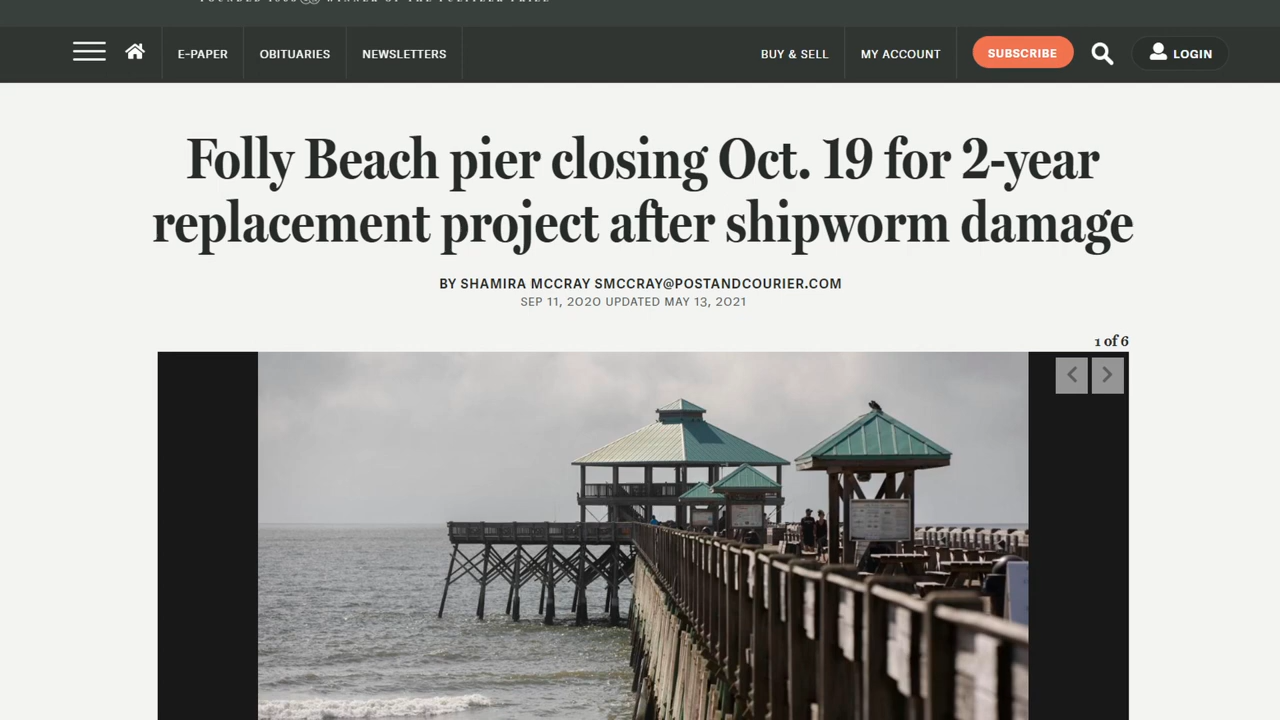 E-PAPER
OBITUARIES
NEWSLETTERS
BUY & SELL
MY ACCOUNT
SUBSCRIBE
LOGIN
Folly Beach pier closing Oct. 19 for 2-year
replacement project after shipworm damage
BY SHAMIRA MCCRAY SMCCRAY@POSTANDCOURIER.COM
SEP 11, 2020 UPDATED MAY 13, 2021
1 of 6